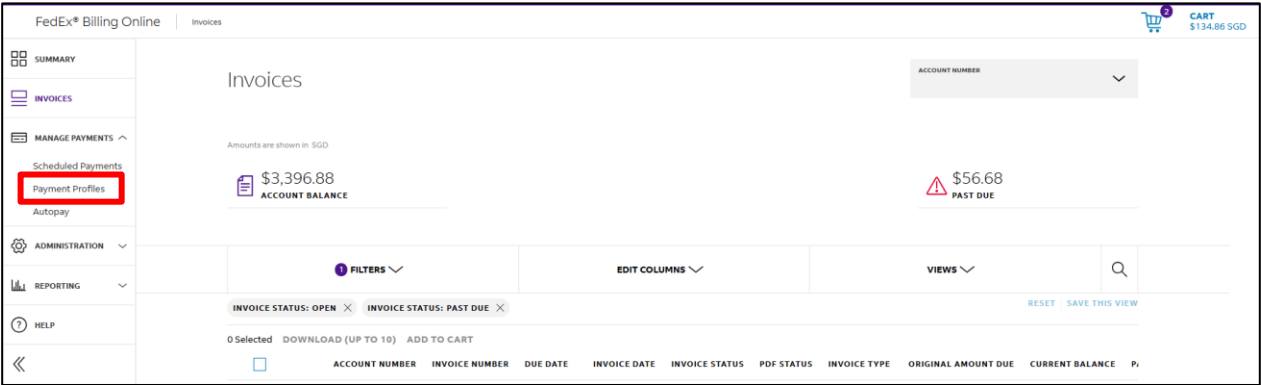 FedEx® Billing Online Invoices
2
CART
$134.86 SGD
SUMMARY
INVOICES
MANAGE PAYMENTS
Scheduled Payments
Payment Profiles
Autopay
ADMINISTRATION
REPORTING
HELP
Invoices
ACCOUNT NUMBER
Amounts are shown in SGD
$3,396.88
ACCOUNT BALANCE
$56.68
PAST DUE
1 FILTERS EDIT COLUMNS VIEWS
INVOICE STATUS: OPEN INVOICE STATUS: PAST DUE RESET SAVE THIS VIEW
0 Selected DOWNLOAD (UP TO 10) ADD TO CART
ACCOUNT NUMBER INVOICE NUMBER DUE DATE INVOICE DATE INVOICE STATUS PDF STATUS INVOICE TYPE ORIGINAL AMOUNT DUE CURRENT BALANCE